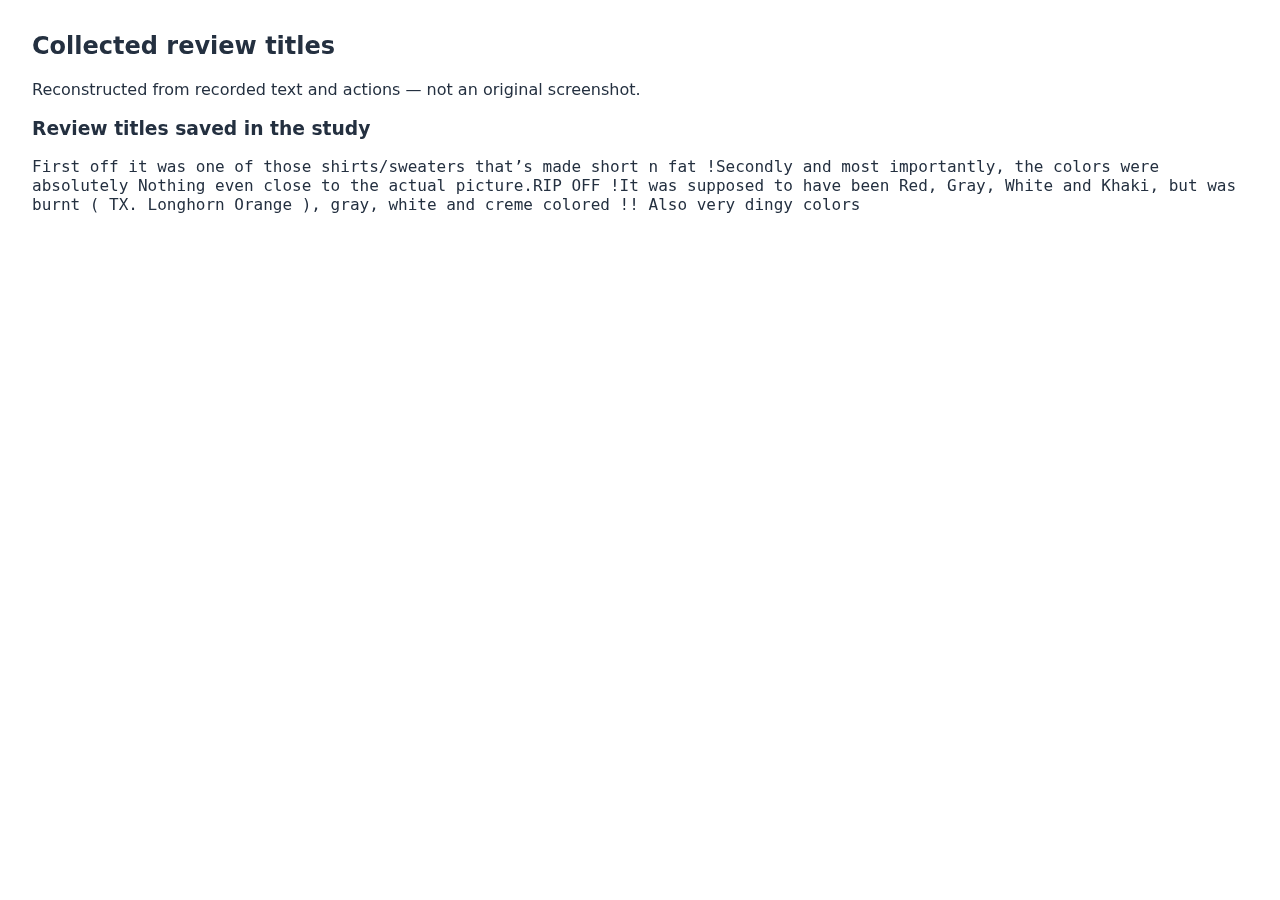 Collected review titles
Reconstructed from recorded text and actions — not an original screenshot.
Review titles saved in the study
First off it was one of those shirts/sweaters that’s made short n fat !Secondly and most importantly, the colors were
absolutely Nothing even close to the actual picture.RIP OFF !It was supposed to have been Red, Gray, White and Khaki, but was
burnt ( TX. Longhorn Orange ), gray, white and creme colored !! Also very dingy colors